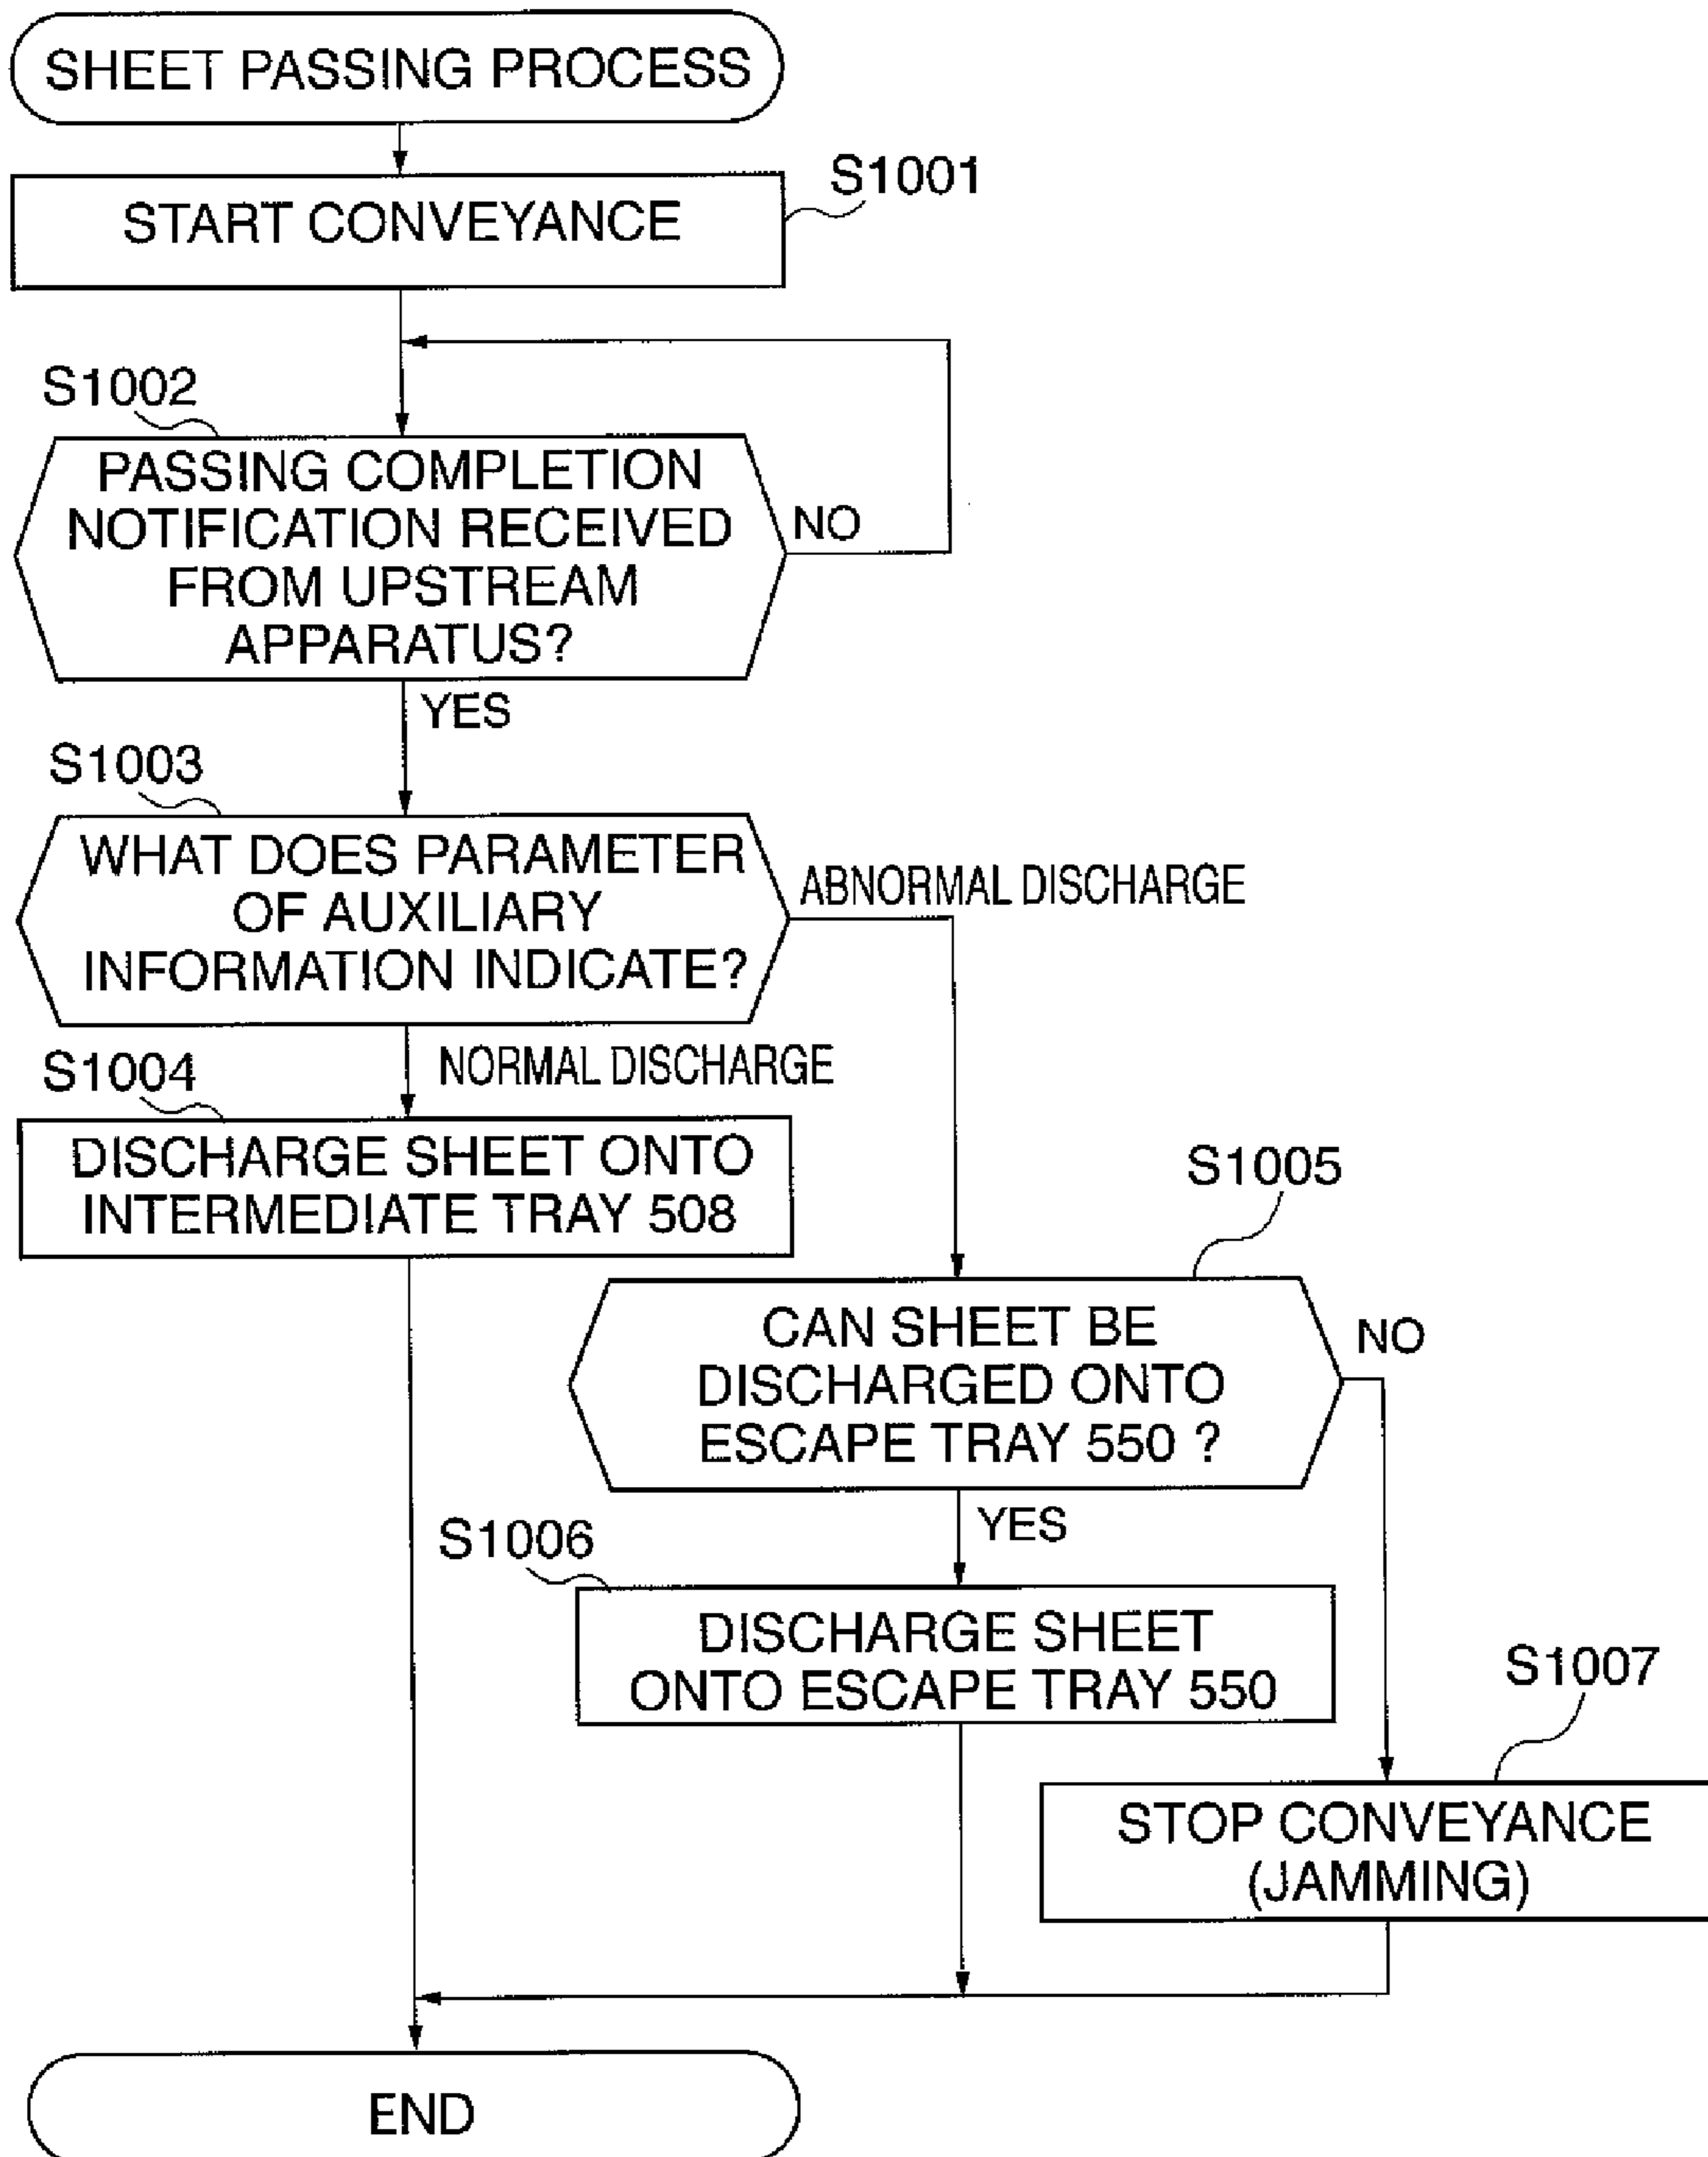 SHEET PASSING PROCESS
S1001
START CONVEYANCE
S1002
PASSING COMPLETION
NOTIFICATION RECEIVED
FROM UPSTREAM
APPARATUS?
NO
YES
S1003
WHAT DOES PARAMETER
OF AUXILIARY
INFORMATION INDICATE?
ABNORMAL DISCHARGE
NORMAL DISCHARGE
S1004
DISCHARGE SHEET ONTO
INTERMEDIATE TRAY 508
S1005
CAN SHEET BE
DISCHARGED ONTO
ESCAPE TRAY 550 ?
NO
YES
S1006
DISCHARGE SHEET
ONTO ESCAPE TRAY 550
S1007
STOP CONVEYANCE
(JAMMING)
END